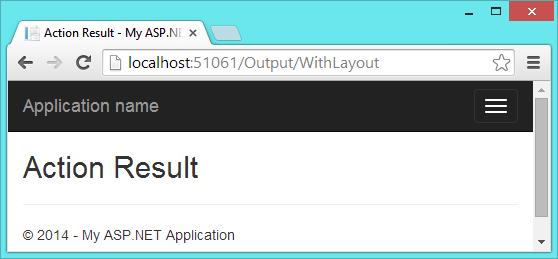 Action Result - My ASP.NE
localhost:51061/Output/WithLayout
Application name
Action Result
© 2014 - My ASP.NET Application